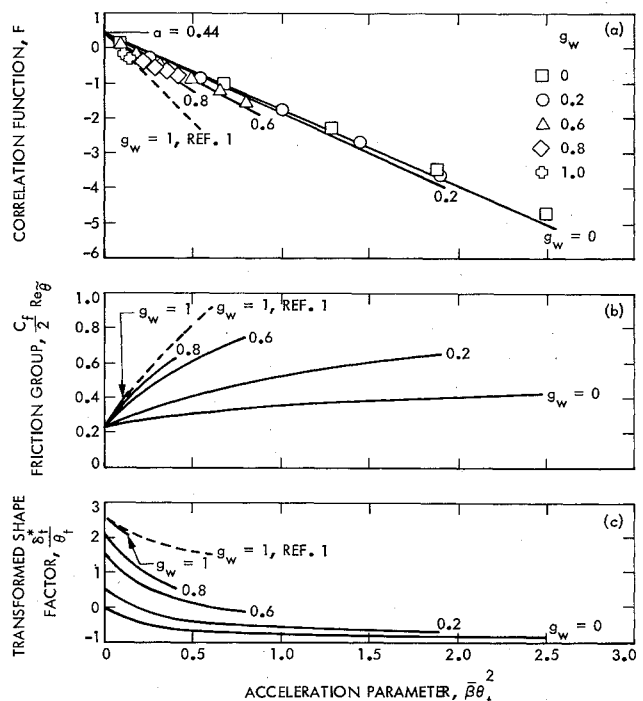 CORRELATION FUNCTION, F
1
0
-1
-2
-3
-4
-5
-6
α = 0.44
(a)
g_w
0
0.2
0.6
0.8
1.0
0.8
0.6
0.2
g_w = 1, REF. 1
g_w = 0
FRICTION GROUP, C_f/2 Re_θ̃
1.0
0.8
0.6
0.4
0.2
0
g_w = 1
g_w = 1, REF. 1
(b)
0.8
0.6
0.2
g_w = 0
TRANSFORMED SHAPE
FACTOR, δ_t^*/θ_t
3
2
1
0
-1
(c)
g_w = 1, REF. 1
g_w = 1
0.8
0.6
0.2
g_w = 0
0 0.5 1.0 1.5 2.0 2.5 3.0
ACCELERATION PARAMETER, β̄θ_t^2